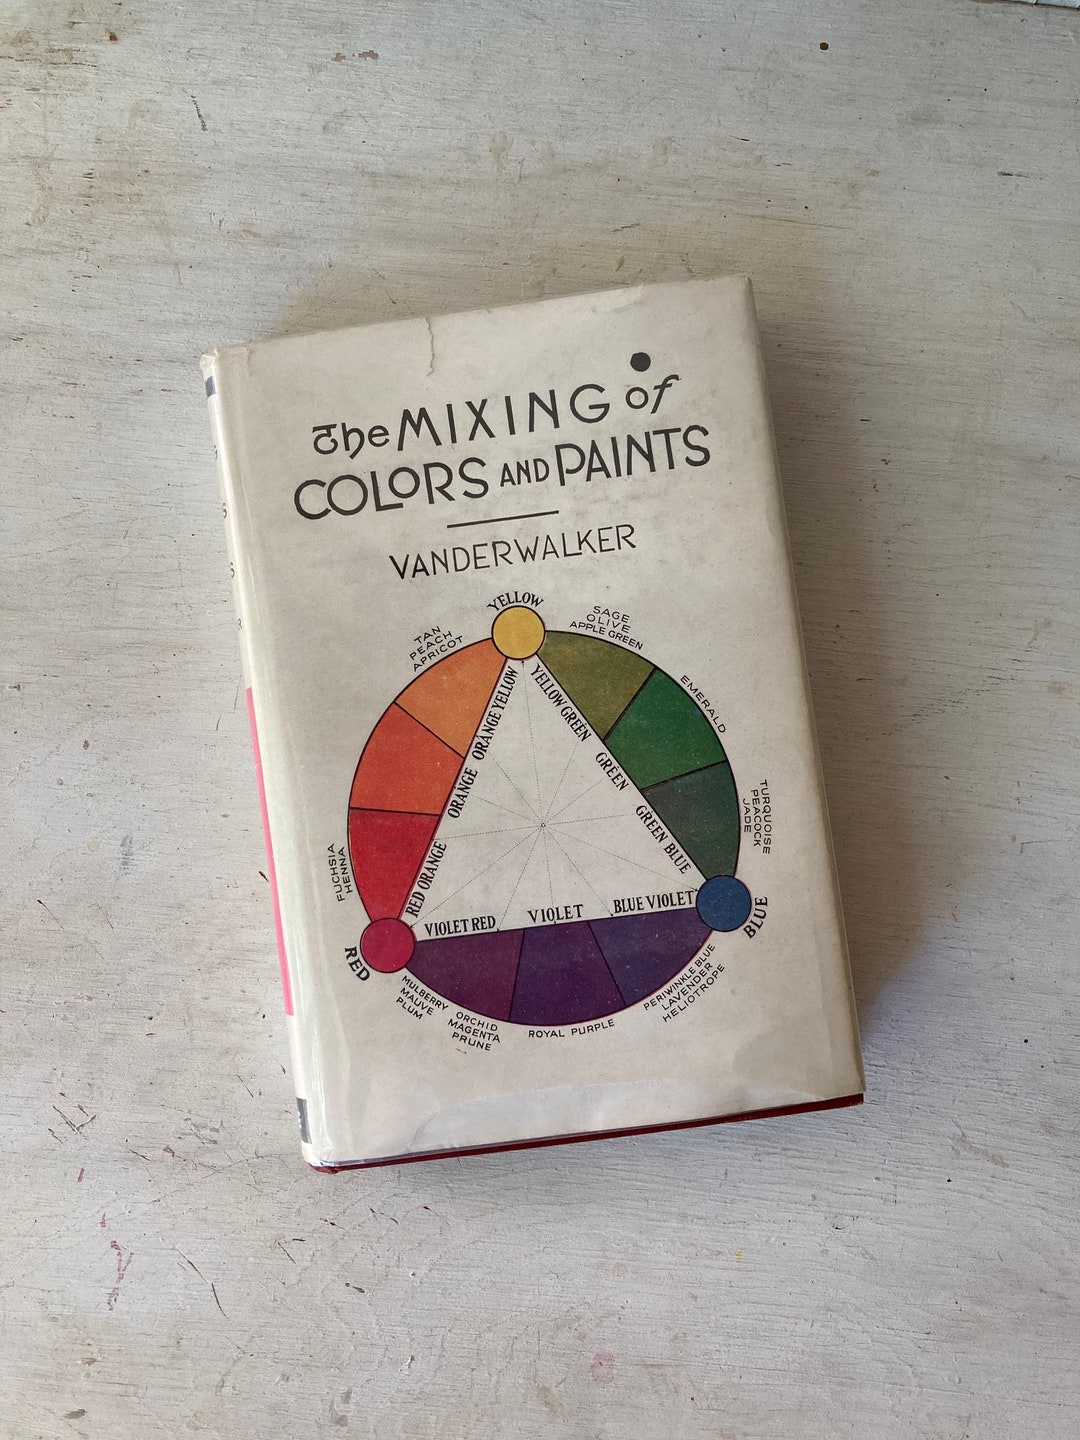 The MIXING of
COLORS AND PAINTS
VANDERWALKER
YELLOW
TAN
PEACH
APRICOT
SAGE
OLIVE
APPLE GREEN
EMERALD
ORANGE YELLOW
YELLOW GREEN
ORANGE
GREEN
TURQUOISE
PEACOCK
JADE
RED ORANGE
GREEN BLUE
FUCHSIA
HENNA
VIOLET RED
VIOLET
BLUE VIOLET
RED
BLUE
MULBERRY
MAUVE
PLUM
ORCHID
MAGENTA
PRUNE
ROYAL PURPLE
PERIWINKLE BLUE
LAVENDER
HELIOTROPE